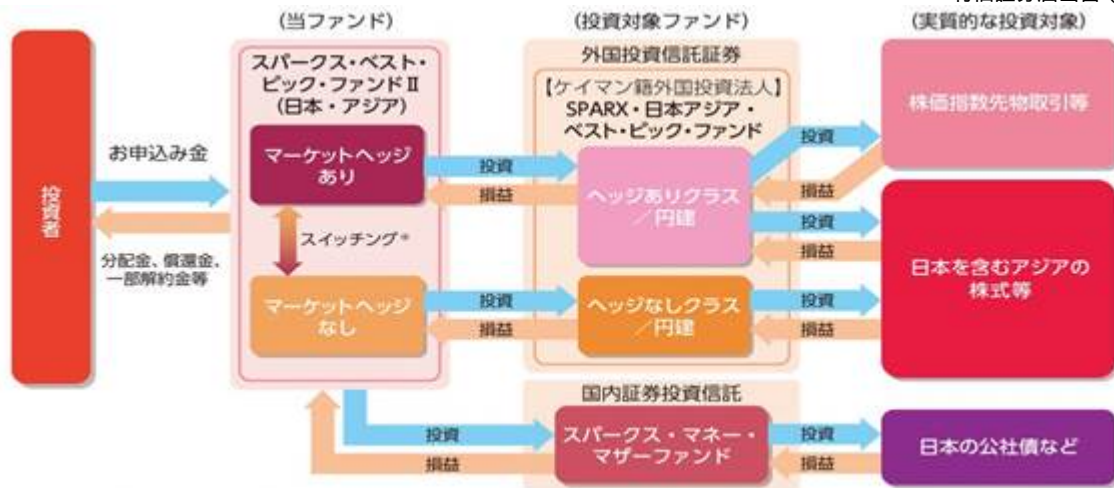 (当ファンド)
(投資対象ファンド)
(実質的な投資対象)
投資者
お申込み金
分配金、償還金、
一部解約金等
スパークス・ベスト・
ピック・ファンドⅡ
(日本・アジア)
マーケットヘッジ
あり
スイッチング※
マーケットヘッジ
なし
投資
損益
投資
損益
外国投資信託証券
【ケイマン籍外国投資法人】
SPARX・日本アジア・
ベスト・ピック・ファンド
ヘッジありクラス
/円建
ヘッジなしクラス
/円建
投資
損益
投資
損益
投資
損益
株価指数先物取引等
日本を含むアジアの
株式等
投資
損益
国内証券投資信託
スパークス・マネー・
マザーファンド
投資
損益
日本の公社債など